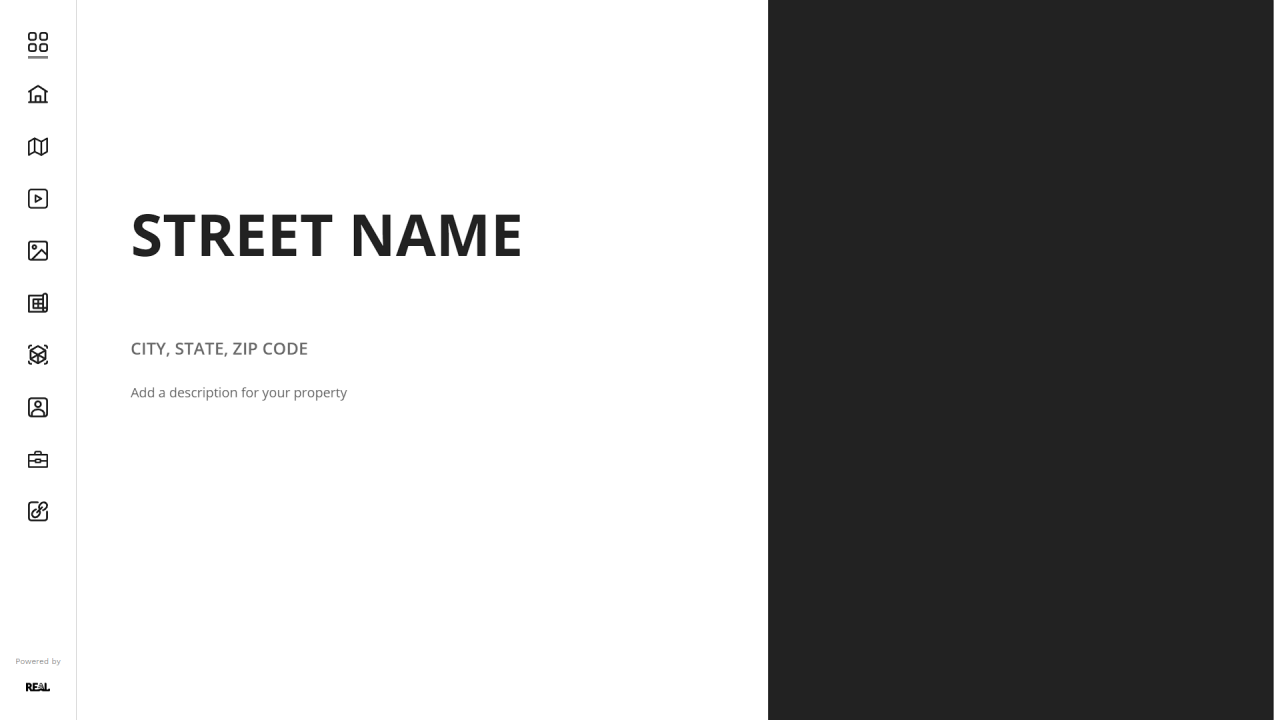 STREET NAME
CITY, STATE, ZIP CODE
Add a description for your property
Powered by
REAL